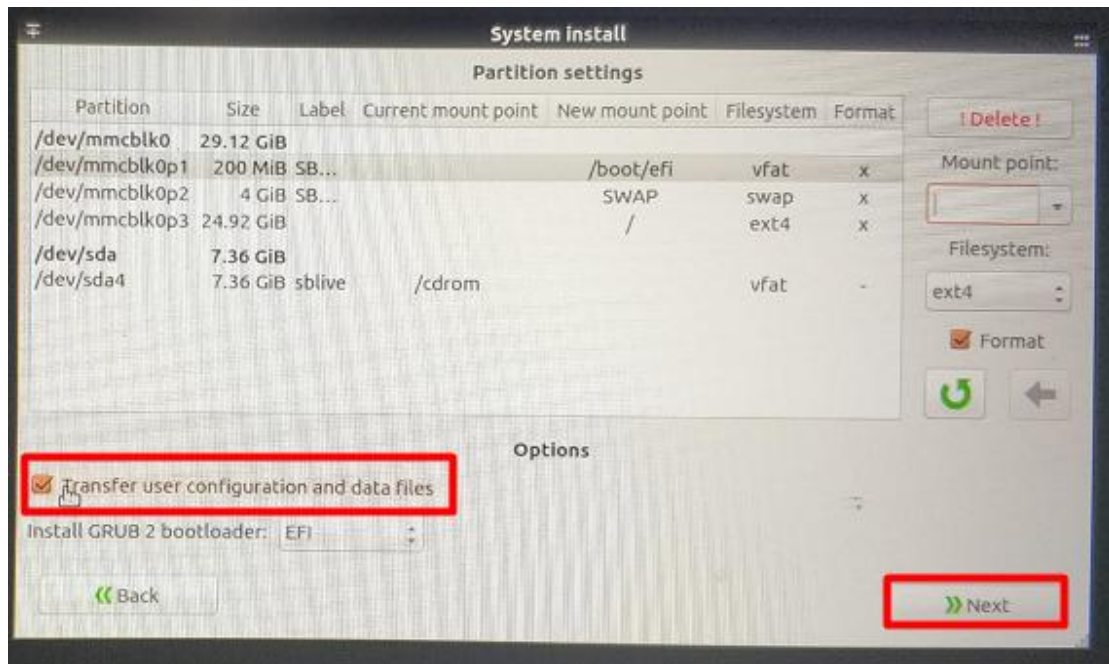 System install
Partition settings
Partition Size Label Current mount point New mount point Filesystem Format
/dev/mmcblk0 29.12 GiB
/dev/mmcblk0p1 200 MiB SB... /boot/efi vfat x
/dev/mmcblk0p2 4 GiB SB... SWAP swap x
/dev/mmcblk0p3 24.92 GiB / ext4 x
/dev/sda 7.36 GiB
/dev/sda4 7.36 GiB sblive /cdrom vfat -
! Delete !
Mount point:
Filesystem:
ext4
Format
Options
Transfer user configuration and data files
Install GRUB 2 bootloader: EFI
Back
Next